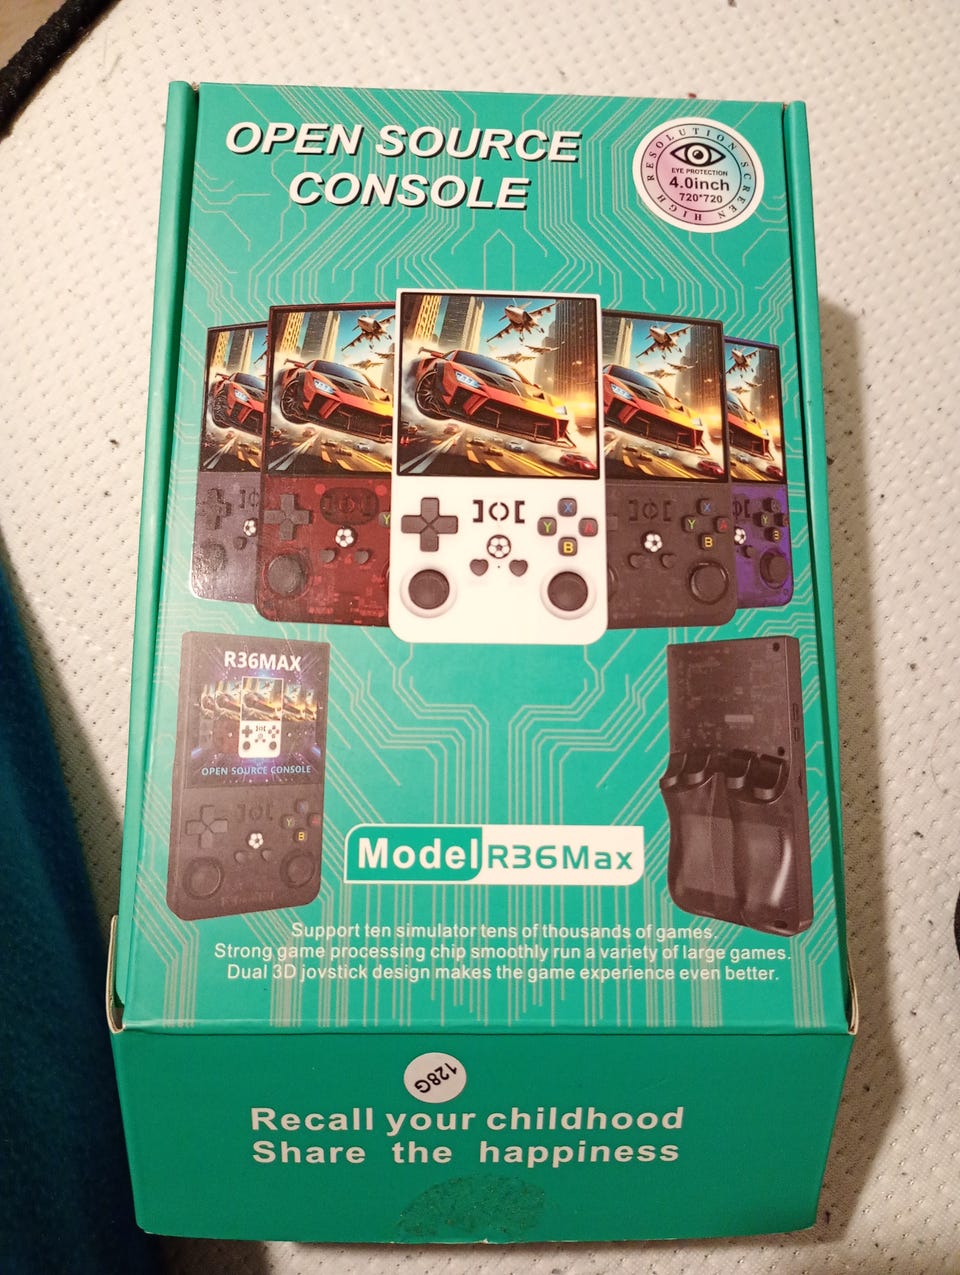 OPEN SOURCE
CONSOLE
HIGH RESOLUTION SCREEN
EYE PROTECTION
4.0inch
720*720
X
Y
A
B
Y
X
Y
A
B
R36MAX
OPEN SOURCE CONSOLE
Y
B
Model R36Max
Support ten simulator tens of thousands of games.
Strong game processing chip smoothly run a variety of large games.
Dual 3D joystick design makes the game experience even better.
128G
Recall your childhood
Share the happiness